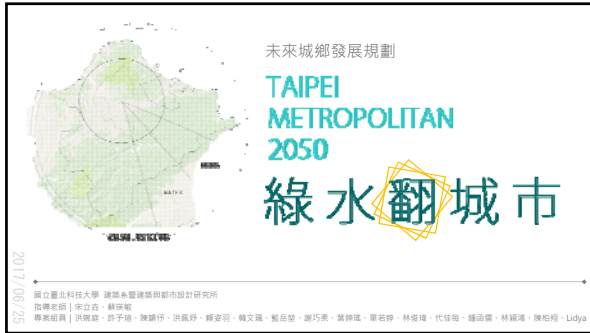 未來城鄉發展規劃
TAIPEI
METROPOLITAN
2050
綠水翻城市
2017/06/25
國立臺北科技大學 建築系暨建築與都市設計研究所
指導老師｜宋立垚、蘇瑛敏
專案組員｜洪婉庭、許予瑄、陳韻伃、洪佩妤、賴姿羽、韓文珮、藍岳堃、謝巧柔、葉婷瑤、華若婷、林俊瑋、代佳每、鍾函儒、林穎鴻、陳柏翔、Lidya